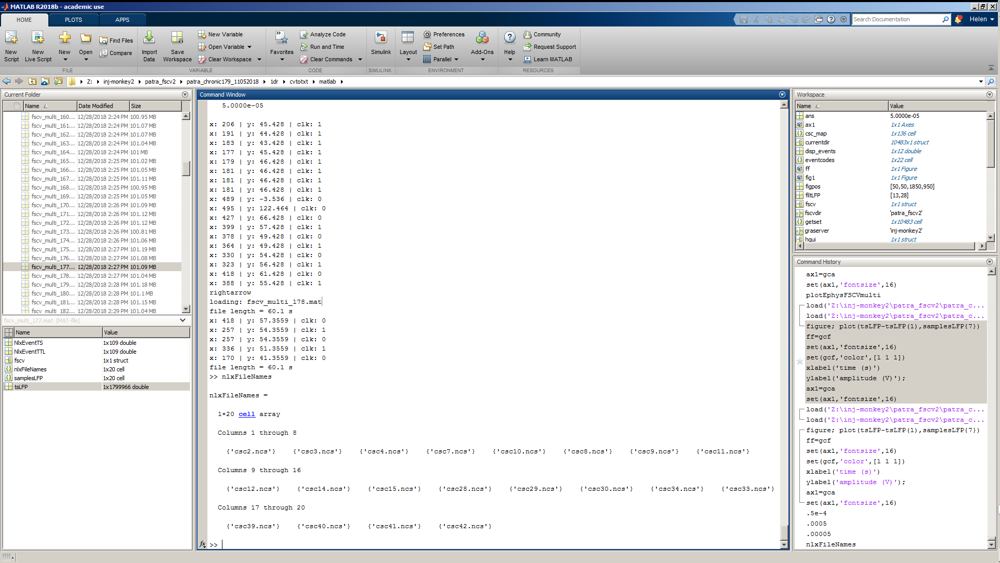 MATLAB R2018b - academic use
HOME
PLOTS
APPS
Search Documentation
Helen
New Script
New Live Script
New
Open
Find Files
Compare
Import Data
Save Workspace
New Variable
Open Variable
Clear Workspace
Favorites
Analyze Code
Run and Time
Clear Commands
Simulink
Layout
Preferences
Set Path
Parallel
Add-Ons
Help
Community
Request Support
Learn MATLAB
FILE
VARIABLE
CODE
SIMULINK
ENVIRONMENT
RESOURCES
Z: inj-monkey2 patra_fscv2 patra_chronic179_11052018 1dr cvtotxt matlab
Current Folder
Name Date Modified Size
fscv_multi_160... 12/28/2018 2:24 PM 100.95 MB
fscv_multi_161... 12/28/2018 2:24 PM 101.07 MB
fscv_multi_162... 12/28/2018 2:24 PM 101.07 MB
fscv_multi_163... 12/28/2018 2:24 PM 101.04 MB
fscv_multi_164... 12/28/2018 2:24 PM 101 MB
fscv_multi_165... 12/28/2018 2:25 PM 101.02 MB
fscv_multi_166... 12/28/2018 2:25 PM 101.05 MB
fscv_multi_167... 12/28/2018 2:25 PM 101.11 MB
fscv_multi_168... 12/28/2018 2:25 PM 100.95 MB
fscv_multi_169... 12/28/2018 2:25 PM 101.05 MB
fscv_multi_170... 12/28/2018 2:26 PM 101.09 MB
fscv_multi_171... 12/28/2018 2:26 PM 101.12 MB
fscv_multi_172... 12/28/2018 2:26 PM 101.12 MB
fscv_multi_173... 12/28/2018 2:26 PM 100.81 MB
fscv_multi_174... 12/28/2018 2:26 PM 101.06 MB
fscv_multi_175... 12/28/2018 2:27 PM 101.19 MB
fscv_multi_176... 12/28/2018 2:27 PM 101.08 MB
fscv_multi_177... 12/28/2018 2:27 PM 101.09 MB
fscv_multi_178... 12/28/2018 2:27 PM 101.04 MB
fscv_multi_179... 12/28/2018 2:28 PM 101.18 MB
fscv_multi_180... 12/28/2018 2:28 PM 101.1 MB
fscv_multi_181... 12/28/2018 2:28 PM 101.15 MB
fscv_multi_182... 12/28/2018 2:29 PM 101.04 MB
fscv_multi_177.mat (MAT-file)
Name Value
NlxEventTS 1x109 double
NlxEventTTL 1x109 double
fscv 1x1 struct
nlxFileNames 1x20 cell
samplesLFP 1x20 cell
tsLFP 1x1799966 double
Command Window
5.0000e-05
x: 206 | y: 45.428 | clk: 1
x: 191 | y: 44.428 | clk: 1
x: 183 | y: 43.428 | clk: 1
x: 177 | y: 45.428 | clk: 1
x: 179 | y: 46.428 | clk: 1
x: 181 | y: 46.428 | clk: 1
x: 181 | y: 46.428 | clk: 1
x: 181 | y: 46.428 | clk: 1
x: 489 | y: -3.536 | clk: 0
x: 495 | y: 122.464 | clk: 0
x: 427 | y: 66.428 | clk: 0
x: 399 | y: 57.428 | clk: 1
x: 378 | y: 49.428 | clk: 0
x: 364 | y: 49.428 | clk: 1
x: 330 | y: 54.428 | clk: 0
x: 323 | y: 56.428 | clk: 1
x: 418 | y: 61.428 | clk: 0
x: 388 | y: 55.428 | clk: 1
rightarrow
loading: fscv_multi_178.mat
file length = 60.1 s
x: 418 | y: 57.3559 | clk: 0
x: 257 | y: 54.3559 | clk: 1
x: 257 | y: 54.3559 | clk: 0
x: 336 | y: 51.3559 | clk: 1
x: 170 | y: 41.3559 | clk: 0
file length = 60.1 s
>> nlxFileNames
nlxFileNames =
1×20 cell array
Columns 1 through 8
{'csc2.ncs'} {'csc3.ncs'} {'csc4.ncs'} {'csc7.ncs'} {'csc10.ncs'} {'csc8.ncs'} {'csc9.ncs'} {'csc11.ncs'}
Columns 9 through 16
{'csc12.ncs'} {'csc14.ncs'} {'csc15.ncs'} {'csc28.ncs'} {'csc29.ncs'} {'csc30.ncs'} {'csc34.ncs'} {'csc33.ncs'}
Columns 17 through 20
{'csc39.ncs'} {'csc40.ncs'} {'csc41.ncs'} {'csc42.ncs'}
fx >>
Workspace
Name Value
ans 5.0000e-05
ax1 1x1 Axes
csc_map 1x136 cell
currentdir 10483x1 struct
disp_events 1x12 double
eventcodes 1x22 cell
ff 1x1 Figure
fig1 1x1 Figure
figpos [50,50,1850,950]
filtLFP [13,28]
fscv 1x1 struct
fscvdir 'patra_fscv2'
getset 1x10483 cell
graserver 'inj-monkey2'
hgui 1x1 struct
Command History
ax1=gca
set(ax1,'fontsize',16)
plotEphysFSCVmulti
load('Z:\inj-monkey2\patra_fscv2\patra_c...
load('Z:\inj-monkey2\patra_fscv2\patra_c...
figure; plot(tsLFP-tsLFP(1),samplesLFP{7})
ff=gcf
set(ax1,'fontsize',16)
set(gcf,'color',[1 1 1])
xlabel('time (s)')
ylabel('amplitude (V)');
ax1=gca
set(ax1,'fontsize',16)
load('Z:\inj-monkey2\patra_fscv2\patra_c...
load('Z:\inj-monkey2\patra_fscv2\patra_c...
figure; plot(tsLFP-tsLFP(1),samplesLFP{7})
ff=gcf
set(ax1,'fontsize',16)
set(gcf,'color',[1 1 1])
xlabel('time (s)')
ylabel('amplitude (V)');
ax1=gca
set(ax1,'fontsize',16)
.5e-4
.0005
.00005
nlxFileNames